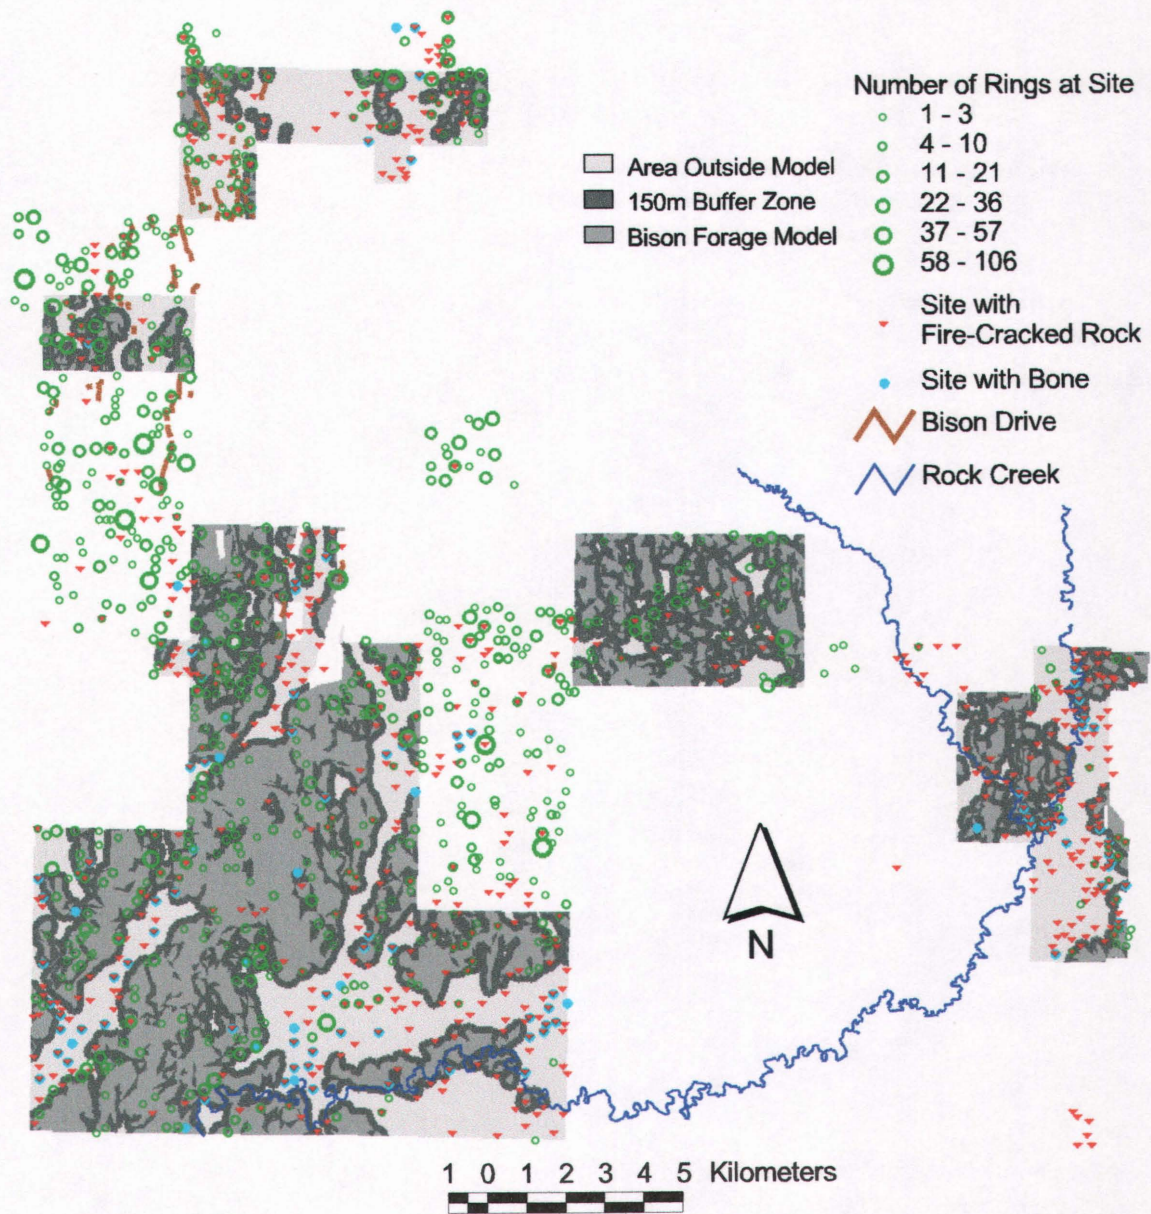 Number of Rings at Site
1 - 3
4 - 10
11 - 21
22 - 36
37 - 57
58 - 106
Site with
Fire-Cracked Rock
Site with Bone
Bison Drive
Rock Creek
Area Outside Model
150m Buffer Zone
Bison Forage Model
N
1 0 1 2 3 4 5 Kilometers